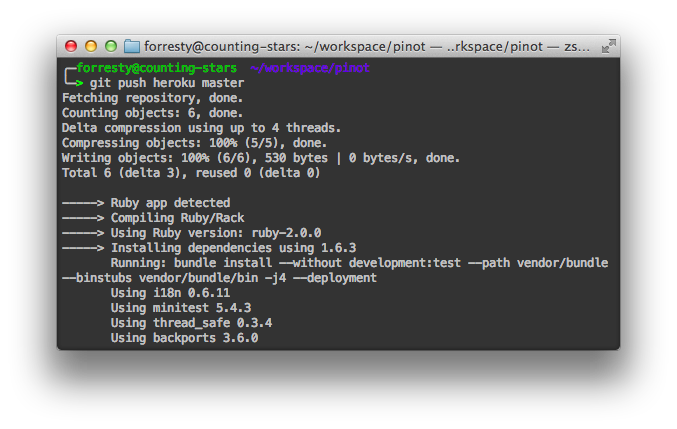 forresty@counting-stars: ~/workspace/pinot — ..rkspace/pinot — zs...
╭─forresty@counting-stars ~/workspace/pinot
╰─> git push heroku master
Fetching repository, done.
Counting objects: 6, done.
Delta compression using up to 4 threads.
Compressing objects: 100% (5/5), done.
Writing objects: 100% (6/6), 530 bytes | 0 bytes/s, done.
Total 6 (delta 3), reused 0 (delta 0)
-----> Ruby app detected
-----> Compiling Ruby/Rack
-----> Using Ruby version: ruby-2.0.0
-----> Installing dependencies using 1.6.3
Running: bundle install --without development:test --path vendor/bundle
--binstubs vendor/bundle/bin -j4 --deployment
Using i18n 0.6.11
Using minitest 5.4.3
Using thread_safe 0.3.4
Using backports 3.6.0